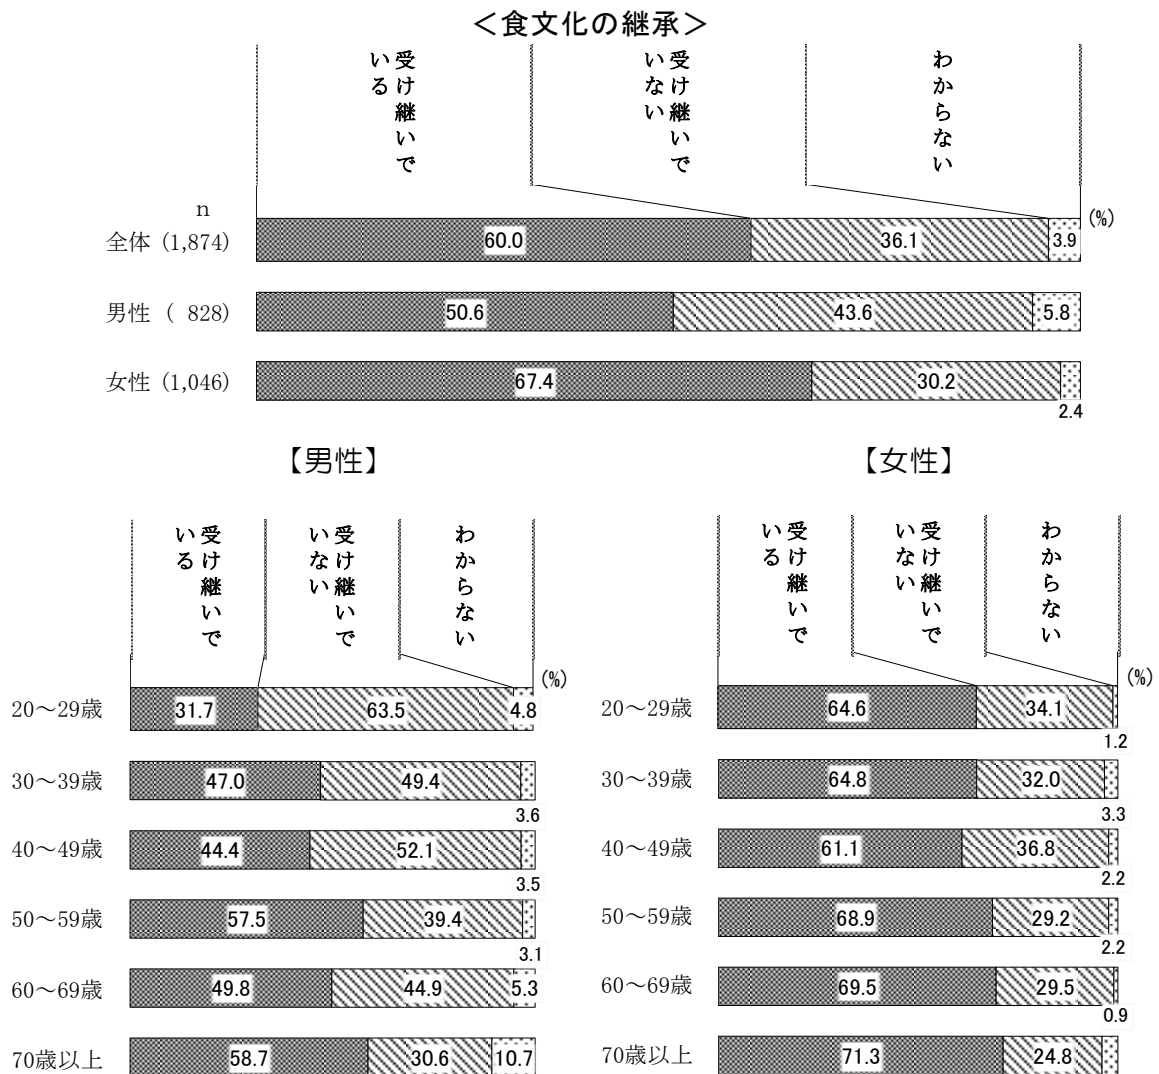 ＜食文化の継承＞
受け継いでいる
受け継いでいない
わからない
n
(%)
全体 (1,874)
60.0
36.1
3.9
男性 ( 828)
50.6
43.6
5.8
女性 (1,046)
67.4
30.2
2.4
【男性】
受け継いでいる
受け継いでいない
わからない
(%)
20～29歳
31.7
63.5
4.8
30～39歳
47.0
49.4
3.6
40～49歳
44.4
52.1
3.5
50～59歳
57.5
39.4
3.1
60～69歳
49.8
44.9
5.3
70歳以上
58.7
30.6
10.7
【女性】
受け継いでいる
受け継いでいない
わからない
(%)
20～29歳
64.6
34.1
1.2
30～39歳
64.8
32.0
3.3
40～49歳
61.1
36.8
2.2
50～59歳
68.9
29.2
2.2
60～69歳
69.5
29.5
0.9
70歳以上
71.3
24.8